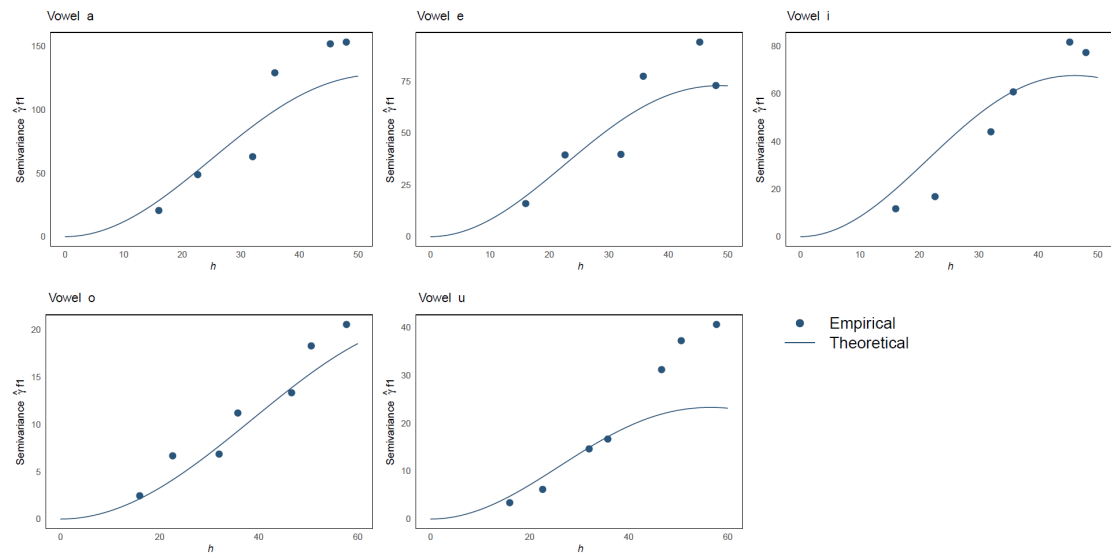 Vowel a
Semivariance γ̂ f1
150
100
50
0
0 10 20 30 40 50
h
Vowel e
Semivariance γ̂ f1
75
50
25
0
0 10 20 30 40 50
h
Vowel i
Semivariance γ̂ f1
80
60
40
20
0
0 10 20 30 40 50
h
Vowel o
Semivariance γ̂ f1
20
15
10
5
0
0 20 40 60
h
Vowel u
Semivariance γ̂ f1
40
30
20
10
0
0 20 40 60
h
Empirical
Theoretical